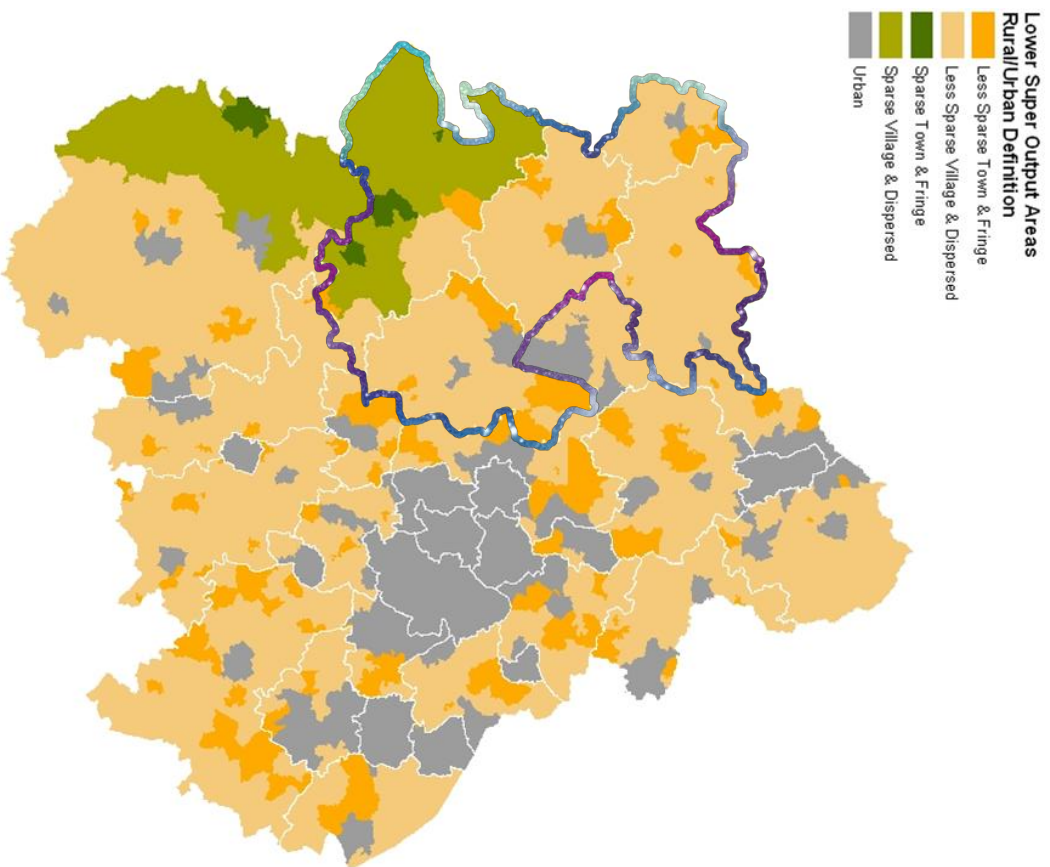 Lower Super Output Areas
Rural/Urban Definition
Less Sparse Town & Fringe
Less Sparse Village & Dispersed
Sparse Town & Fringe
Sparse Village & Dispersed
Urban